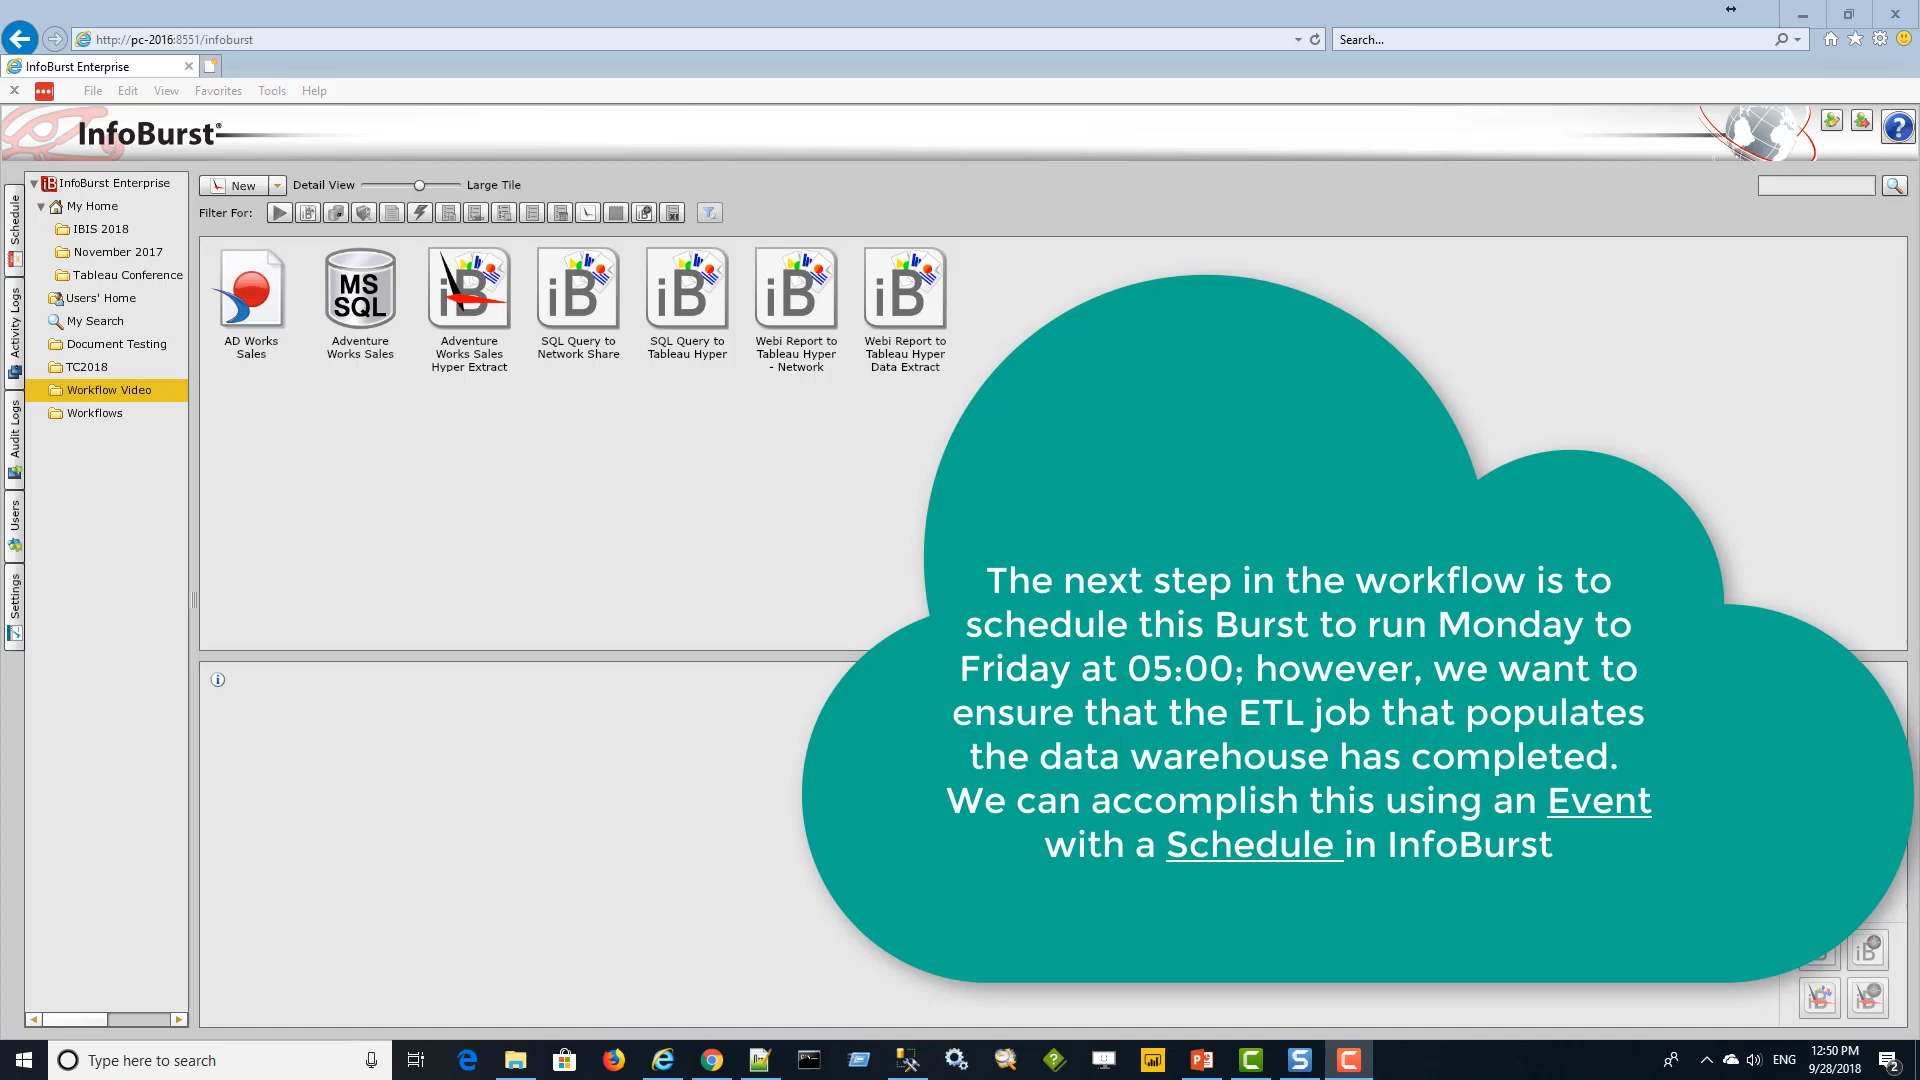 http://pc-2016:8551/infoburst
Search...
InfoBurst Enterprise
File Edit View Favorites Tools Help
InfoBurst®
Schedule
Activity Logs
Audit Logs
Users
Settings
InfoBurst Enterprise
My Home
IBIS 2018
November 2017
Tableau Conference
Users' Home
My Search
Document Testing
TC2018
Workflow Video
Workflows
New
Detail View
Large Tile
Filter For:
AD Works
Sales
MS
SQL
Adventure
Works Sales
iB
Adventure
Works Sales
Hyper Extract
iB
SQL Query to
Network Share
iB
SQL Query to
Tableau Hyper
iB
Webi Report to
Tableau Hyper
- Network
iB
Webi Report to
Tableau Hyper
Data Extract
The next step in the workflow is to
schedule this Burst to run Monday to
Friday at 05:00; however, we want to
ensure that the ETL job that populates
the data warehouse has completed.
We can accomplish this using an Event
with a Schedule in InfoBurst
Type here to search
ENG
12:50 PM
9/28/2018
2